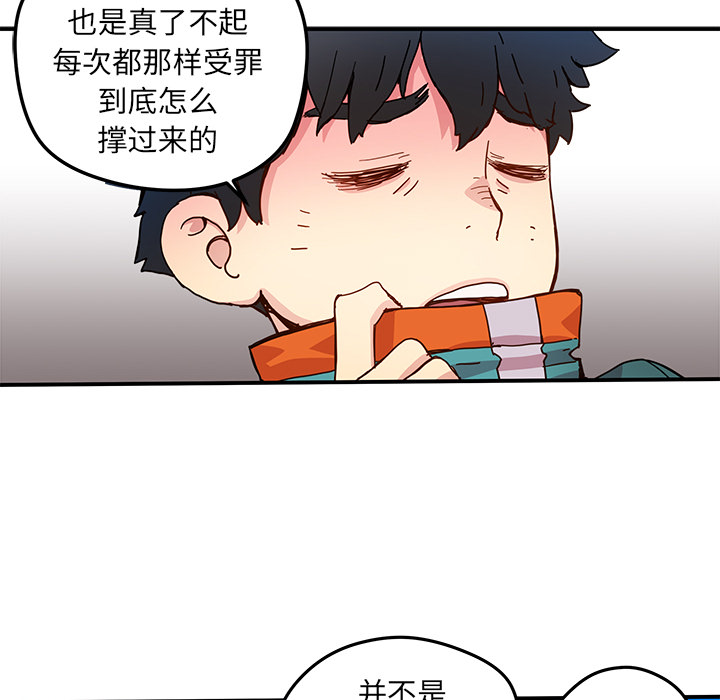 也是真了不起
每次都那样受罪
到底怎么
撑过来的
并不是